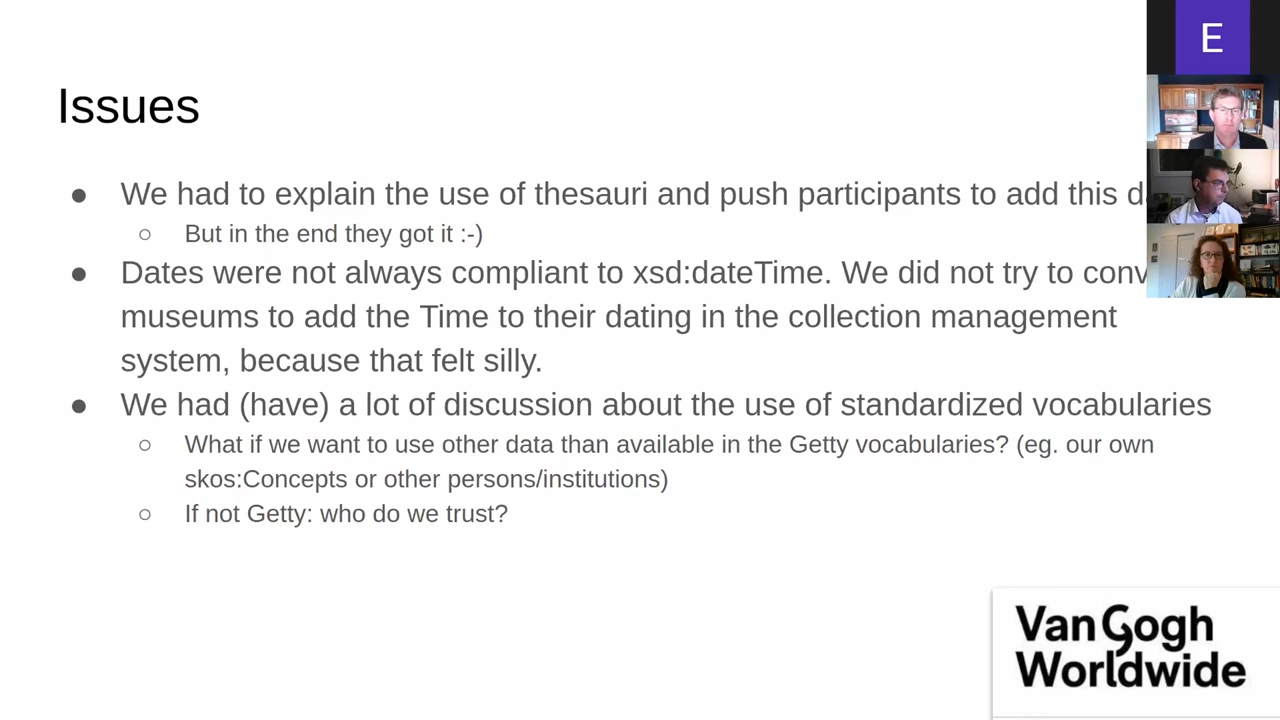 E
Issues
● We had to explain the use of thesauri and push participants to add this
○ But in the end they got it :-)
● Dates were not always compliant to xsd:dateTime. We did not try to
museums to add the Time to their dating in the collection management
system, because that felt silly.
● We had (have) a lot of discussion about the use of standardized vocabularies
○ What if we want to use other data than available in the Getty vocabularies? (eg. our own
skos:Concepts or other persons/institutions)
○ If not Getty: who do we trust?
Van Gogh
Worldwide